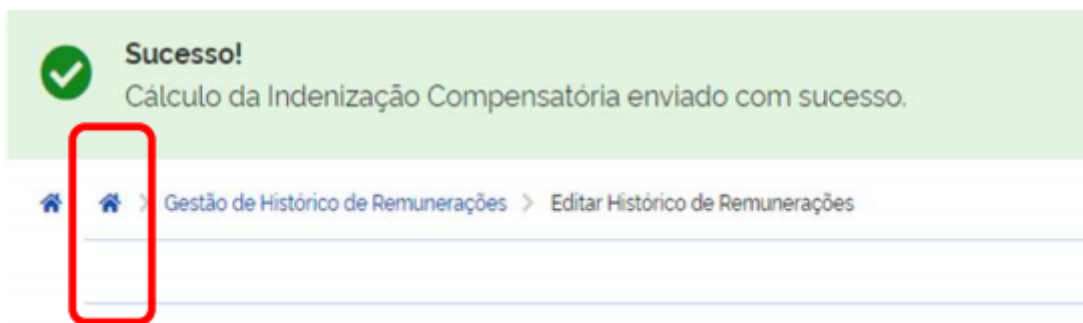 Sucesso!
Cálculo da Indenização Compensatória enviado com sucesso.
Gestão de Histórico de Remunerações > Editar Histórico de Remunerações